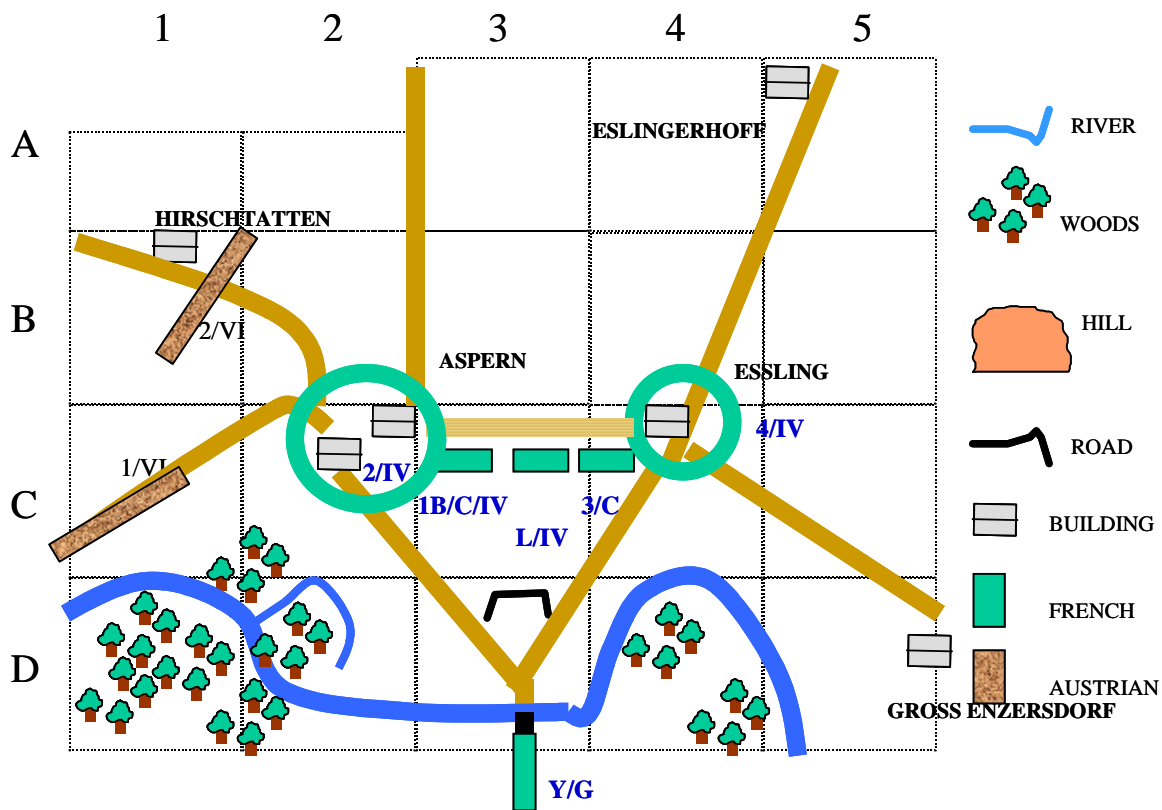 1 2 3 4 5
A
ESLINGERHOFF
RIVER
HIRSCHTATTEN
WOODS
B
2/VI
HILL
ASPERN
ESSLING
4/IV
ROAD
1/VI
2/IV
C
1B/C/IV
3/C
L/IV
BUILDING
FRENCH
D
AUSTRIAN
GROSS ENZERSDORF
Y/G